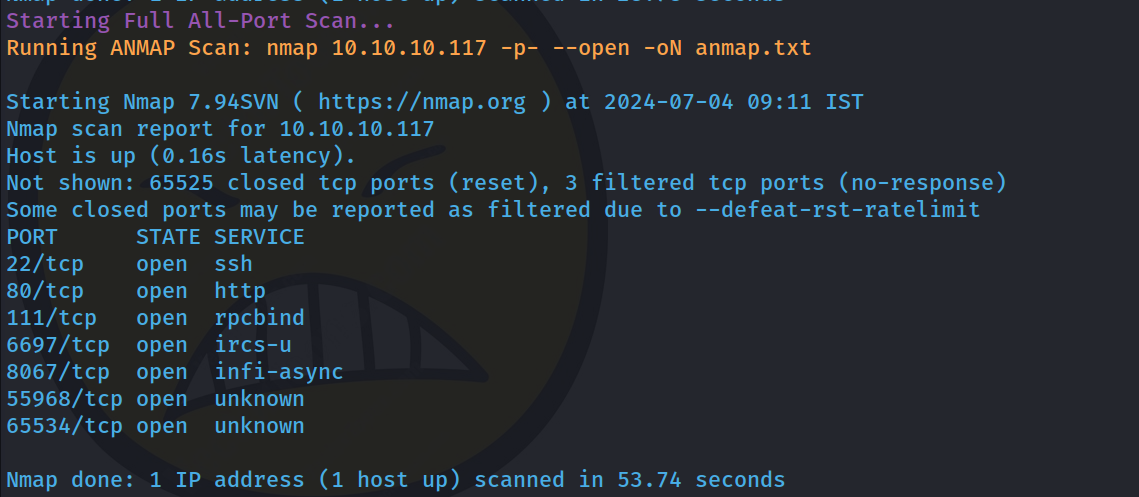 Starting Full All-Port Scan...
Running ANMAP Scan: nmap 10.10.10.117 -p- --open -oN anmap.txt
Starting Nmap 7.94SVN ( https://nmap.org ) at 2024-07-04 09:11 IST
Nmap scan report for 10.10.10.117
Host is up (0.16s latency).
Not shown: 65525 closed tcp ports (reset), 3 filtered tcp ports (no-response)
Some closed ports may be reported as filtered due to --defeat-rst-ratelimit
PORT      STATE SERVICE
22/tcp    open  ssh
80/tcp    open  http
111/tcp   open  rpcbind
6697/tcp  open  ircs-u
8067/tcp  open  infi-async
55968/tcp open  unknown
65534/tcp open  unknown
Nmap done: 1 IP address (1 host up) scanned in 53.74 seconds